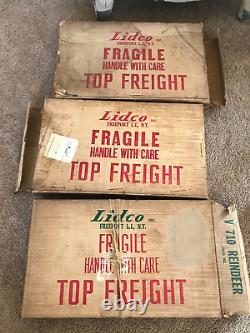 Lidco INC.
FREEPORT L.I., N.Y.
FRAGILE
HANDLE WITH CARE
TOP FREIGHT
Lidco INC.
FREEPORT L.I., N.Y.
FRAGILE
HANDLE WITH CARE
TOP FREIGHT
Lidco INC.
FREEPORT L.I., N.Y.
FRAGILE
HANDLE WITH CARE
TOP FREIGHT
V 710 REINDEER